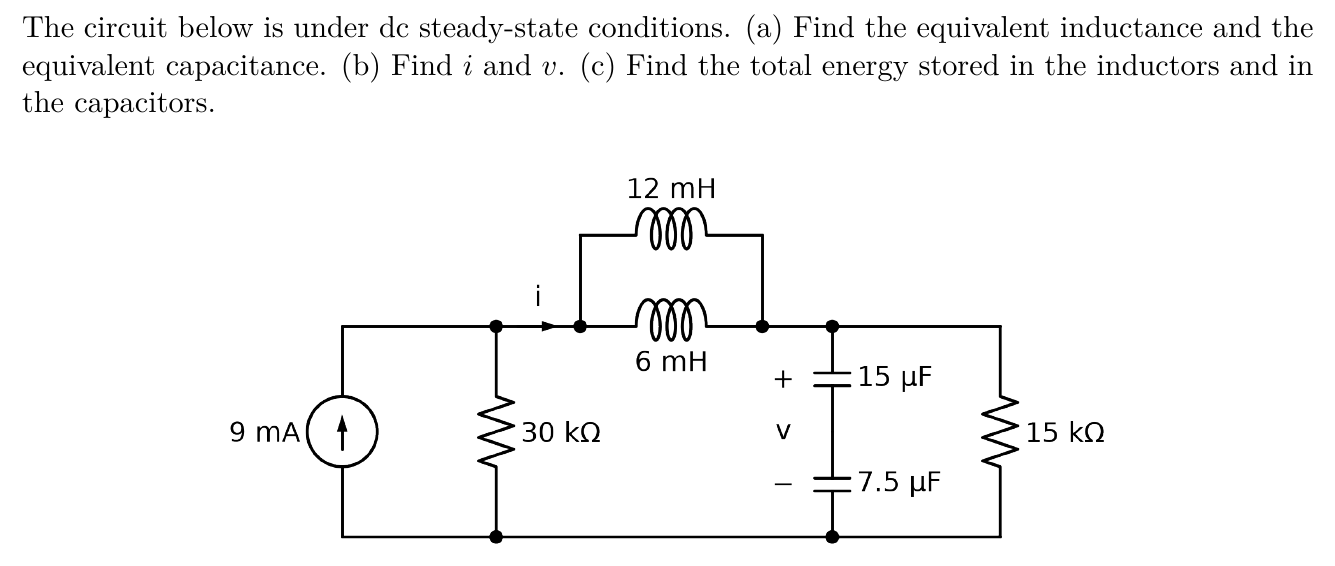 The circuit below is under dc steady-state conditions. (a) Find the equivalent inductance and the
equivalent capacitance. (b) Find i and v. (c) Find the total energy stored in the inductors and in
the capacitors.
12 mH
i
6 mH
+
15 µF
9 mA
30 kΩ
v
15 kΩ
−
7.5 µF